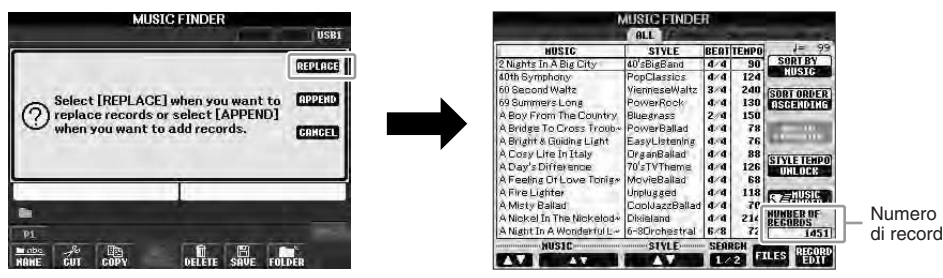 MUSIC FINDER
USB1
REPLACE
Select [REPLACE] when you want to
replace records or select [APPEND]
when you want to add records.
APPEND
CANCEL
P1
NAME
CUT
COPY
DELETE
SAVE
FOLDER
MUSIC FINDER
ALL
MUSIC STYLE BEAT TEMPO
2 Nights In A Big City 40'sBigBand 4/4 90
40th Symphony PopClassics 4/4 124
60 Second Waltz VienneseWaltz 3/4 240
69 Summers Long PowerRock 4/4 130
A Boy From The Country Bluegrass 2/4 150
A Bridge To Cross Troub~ PowerBallad 4/4 78
A Bright & Guiding Light EasyListening 4/4 76
A Cosy Life In Italy OrganBallad 4/4 88
A Day's Difference 70'sTVTheme 4/4 126
A Feeling Of Love Tonig~ MovieBallad 4/4 68
A Fire Lighter Unplugged 4/4 118
A Misty Ballad CoolJazzBallad 4/4 70
A Nickel In The Nickelod~ Dixieland 4/4 214
A Night In A Wonderful L~ 6-8Orchestral 6/8 72
♩= 99
SORT BY
MUSIC
SORT ORDER
ASCENDING
STYLE TEMPO
UNLOCK
MUSIC
NUMBER OF
RECORDS
1451
MUSIC STYLE SEARCH
1/2
FILES
RECORD
EDIT
Numero
di record